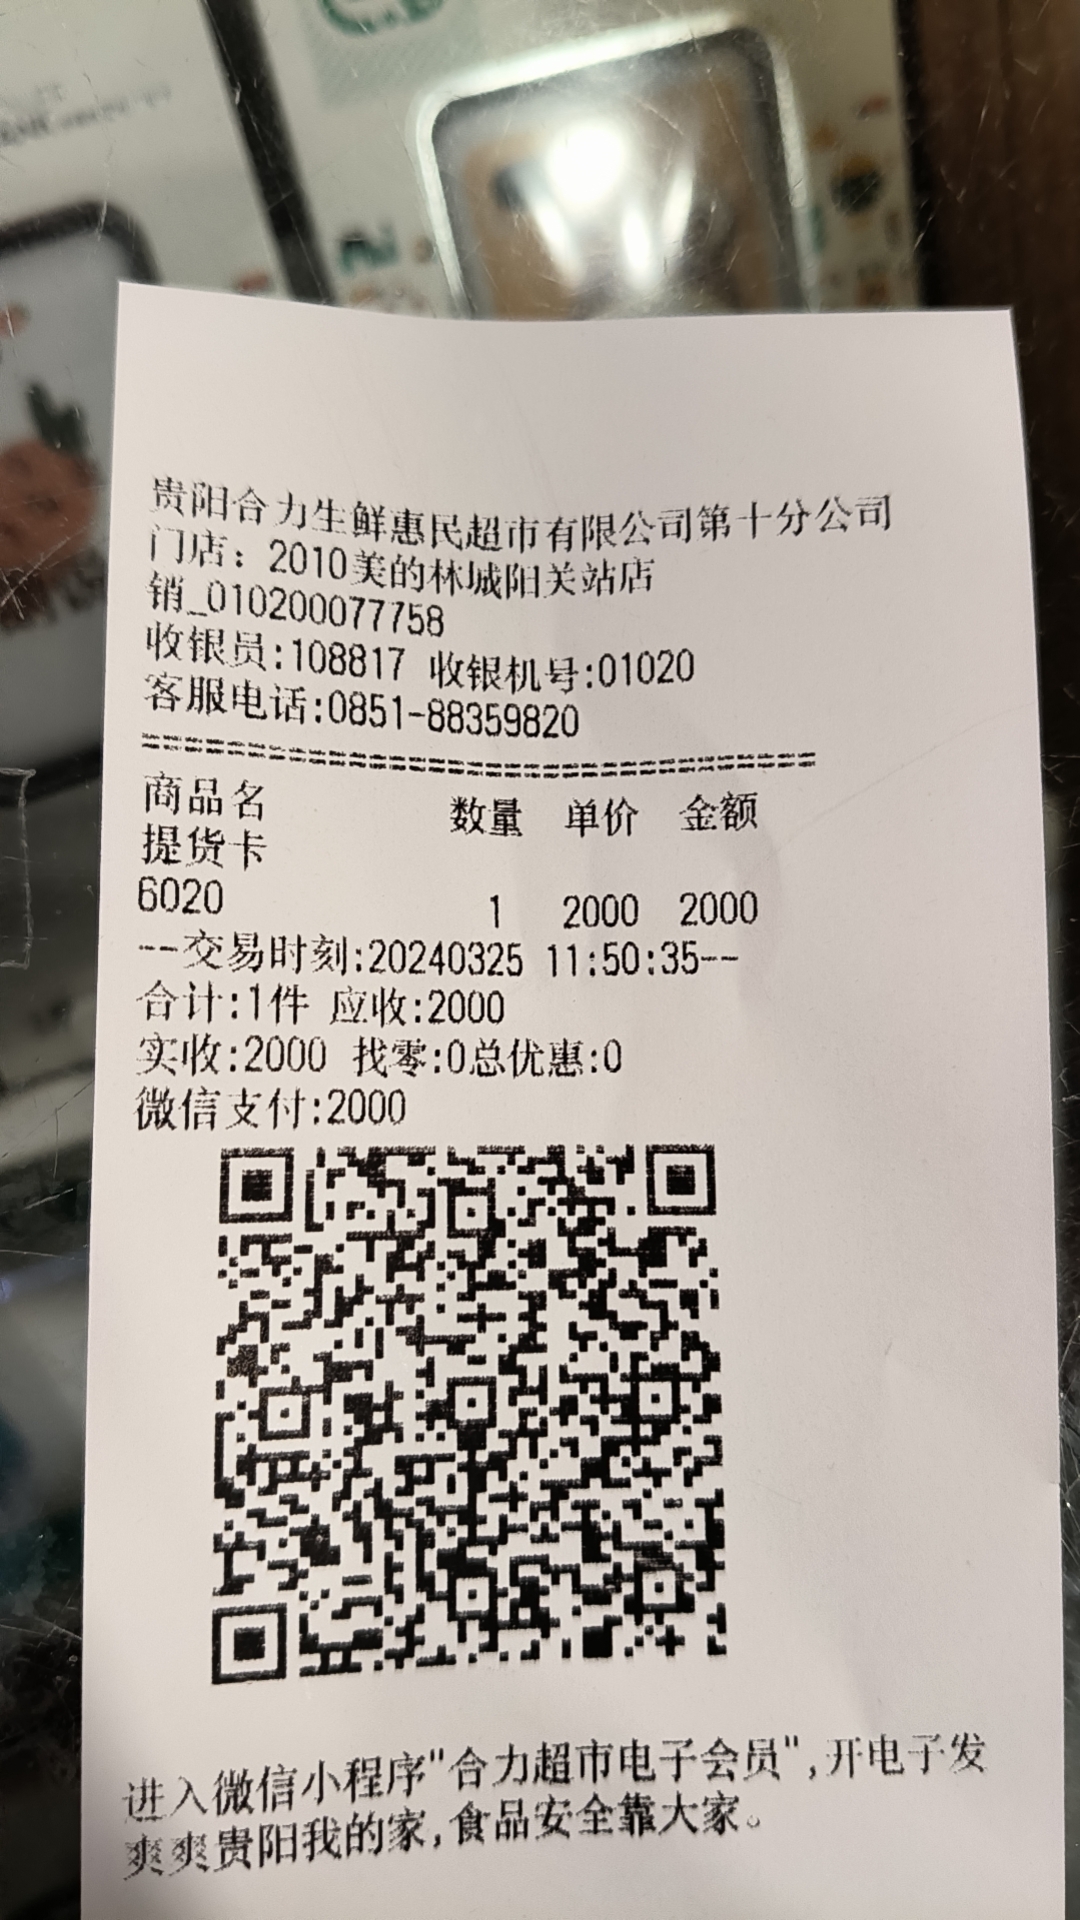 贵阳合力生鲜惠民超市有限公司第十分公司
门店：2010美的林城阳关站店
销_010200077758
收银员:108817 收银机号:01020
客服电话:0851-88359820
==================================
商品名 数量 单价 金额
提货卡
6020 1 2000 2000
--交易时刻:20240325 11:50:35--
合计:1件 应收:2000
实收:2000 找零:0总优惠:0
微信支付:2000
进入微信小程序"合力超市电子会员",开电子发
爽爽贵阳我的家,食品安全靠大家。